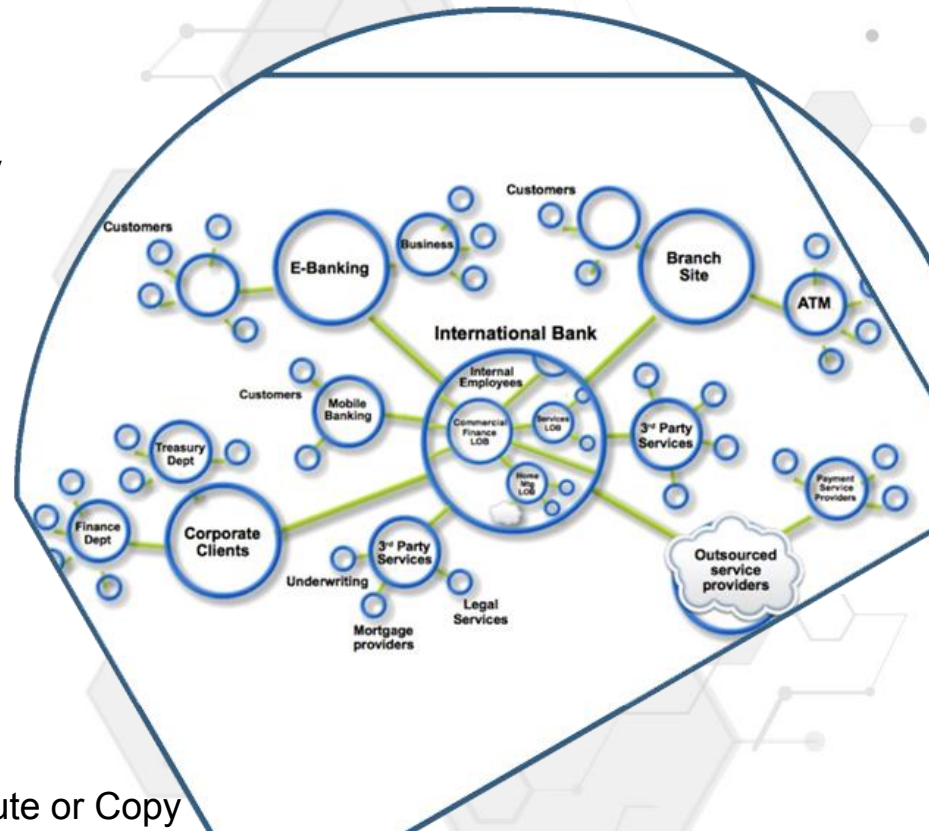 Customers
Customers
E-Banking
Business
Branch
Site
ATM
International Bank
Internal
Employees
Customers
Mobile
Banking
Commercial
Finance
LOB
Services
LOB
3rd Party
Services
Home
Mtg
LOB
Treasury
Dept
Payment
Service
Providers
Finance
Dept
Corporate
Clients
3rd Party
Services
Underwriting
Legal
Services
Mortgage
providers
Outsourced
service
providers
ute or Copy